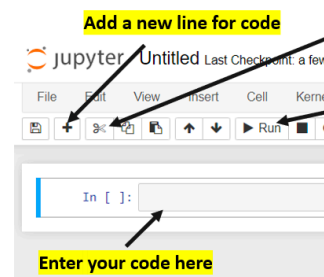 Add a new line for code
jupyter Untitled Last Checkpoint: a few
File Edit View Insert Cell Kerne
Run
In [ ]:
Enter your code here